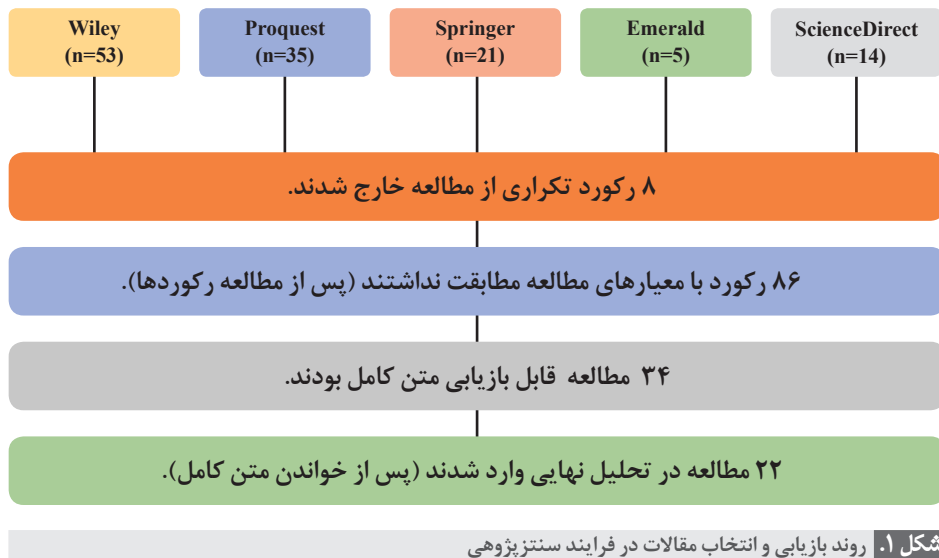 Wiley
(n=53)
Proquest
(n=35)
Springer
(n=21)
Emerald
(n=5)
ScienceDirect
(n=14)
۸ رکورد تکراری از مطالعه خارج شدند.
۸۶ رکورد با معیارهای مطالعه مطابقت نداشتند (پس از مطالعه رکوردها).
۳۴ مطالعه قابل بازیابی متن کامل بودند.
۲۲ مطالعه در تحلیل نهایی وارد شدند (پس از خواندن متن کامل).
شکل ۱. روند بازیابی و انتخاب مقالات در فرایند سنتزپژوهی